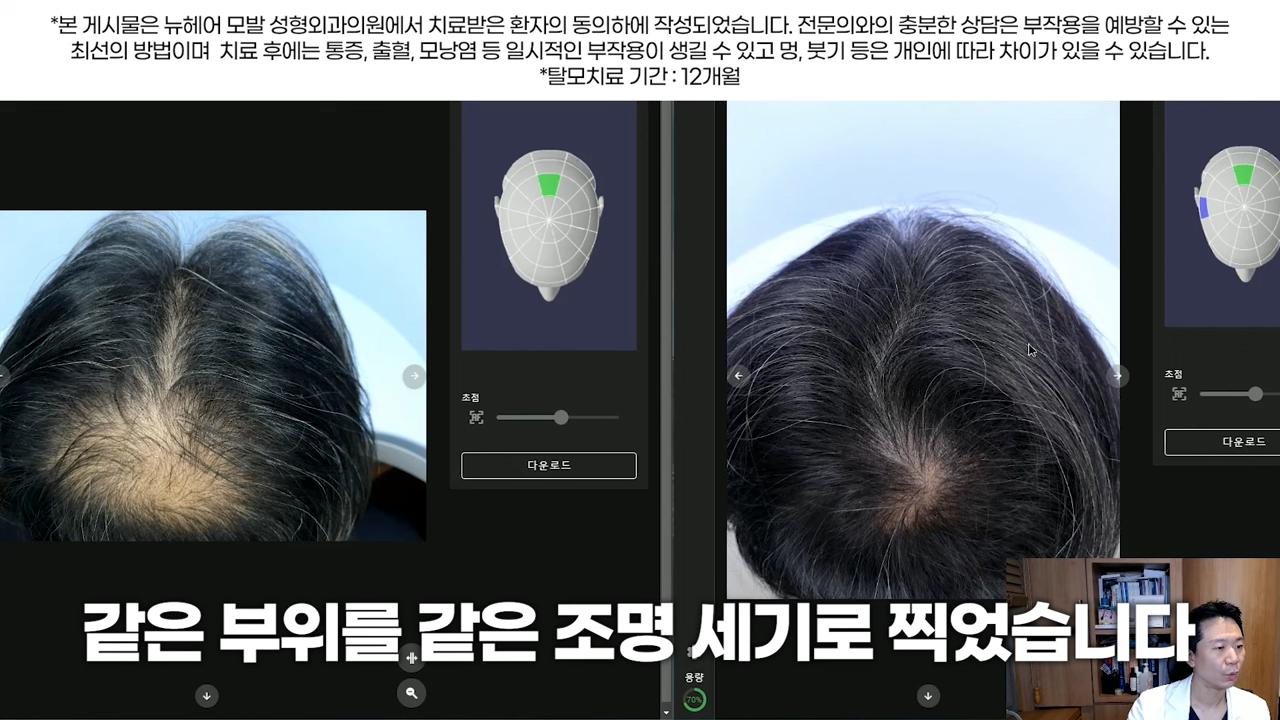 *본 게시물은 뉴헤어 모발 성형외과의원에서 치료받은 환자의 동의하에 작성되었습니다. 전문의와의 충분한 상담은 부작용을 예방할 수 있는
최선의 방법이며 치료 후에는 통증, 출혈, 모낭염 등 일시적인 부작용이 생길 수 있고 멍, 붓기 등은 개인에 따라 차이가 있을 수 있습니다.
*탈모치료 기간 : 12개월
초점
다운로드
초점
다운로드
같은 부위를 같은 조명 세기로 찍었습니다
용량
70%